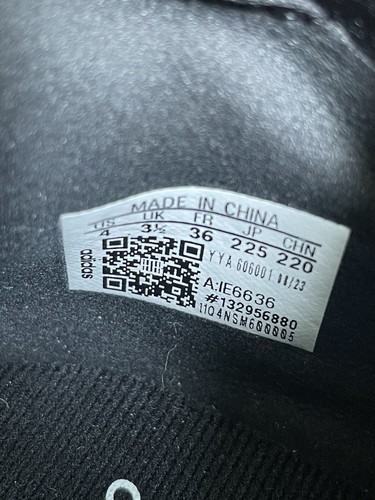 MADE IN CHINA
US UK FR JP CHN
4 3½ 36 225 220
adidas
YYA 606001 11/23
A:IE6636
#132956880
11Q4NSM600005